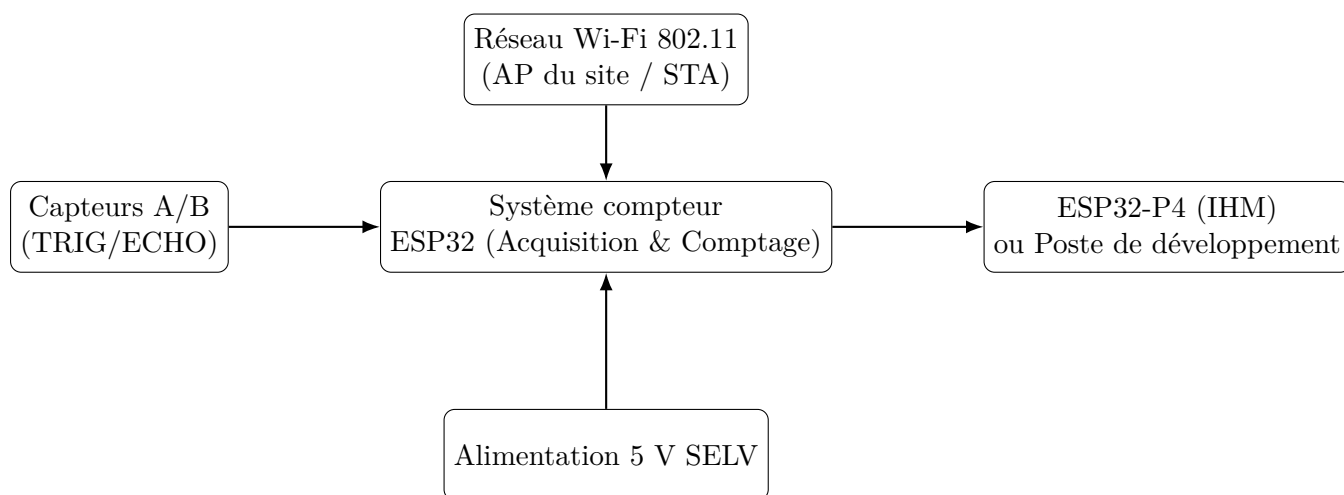 Réseau Wi-Fi 802.11
(AP du site / STA)
Capteurs A/B
(TRIG/ECHO)
Système compteur
ESP32 (Acquisition & Comptage)
ESP32-P4 (IHM)
ou Poste de développement
Alimentation 5 V SELV